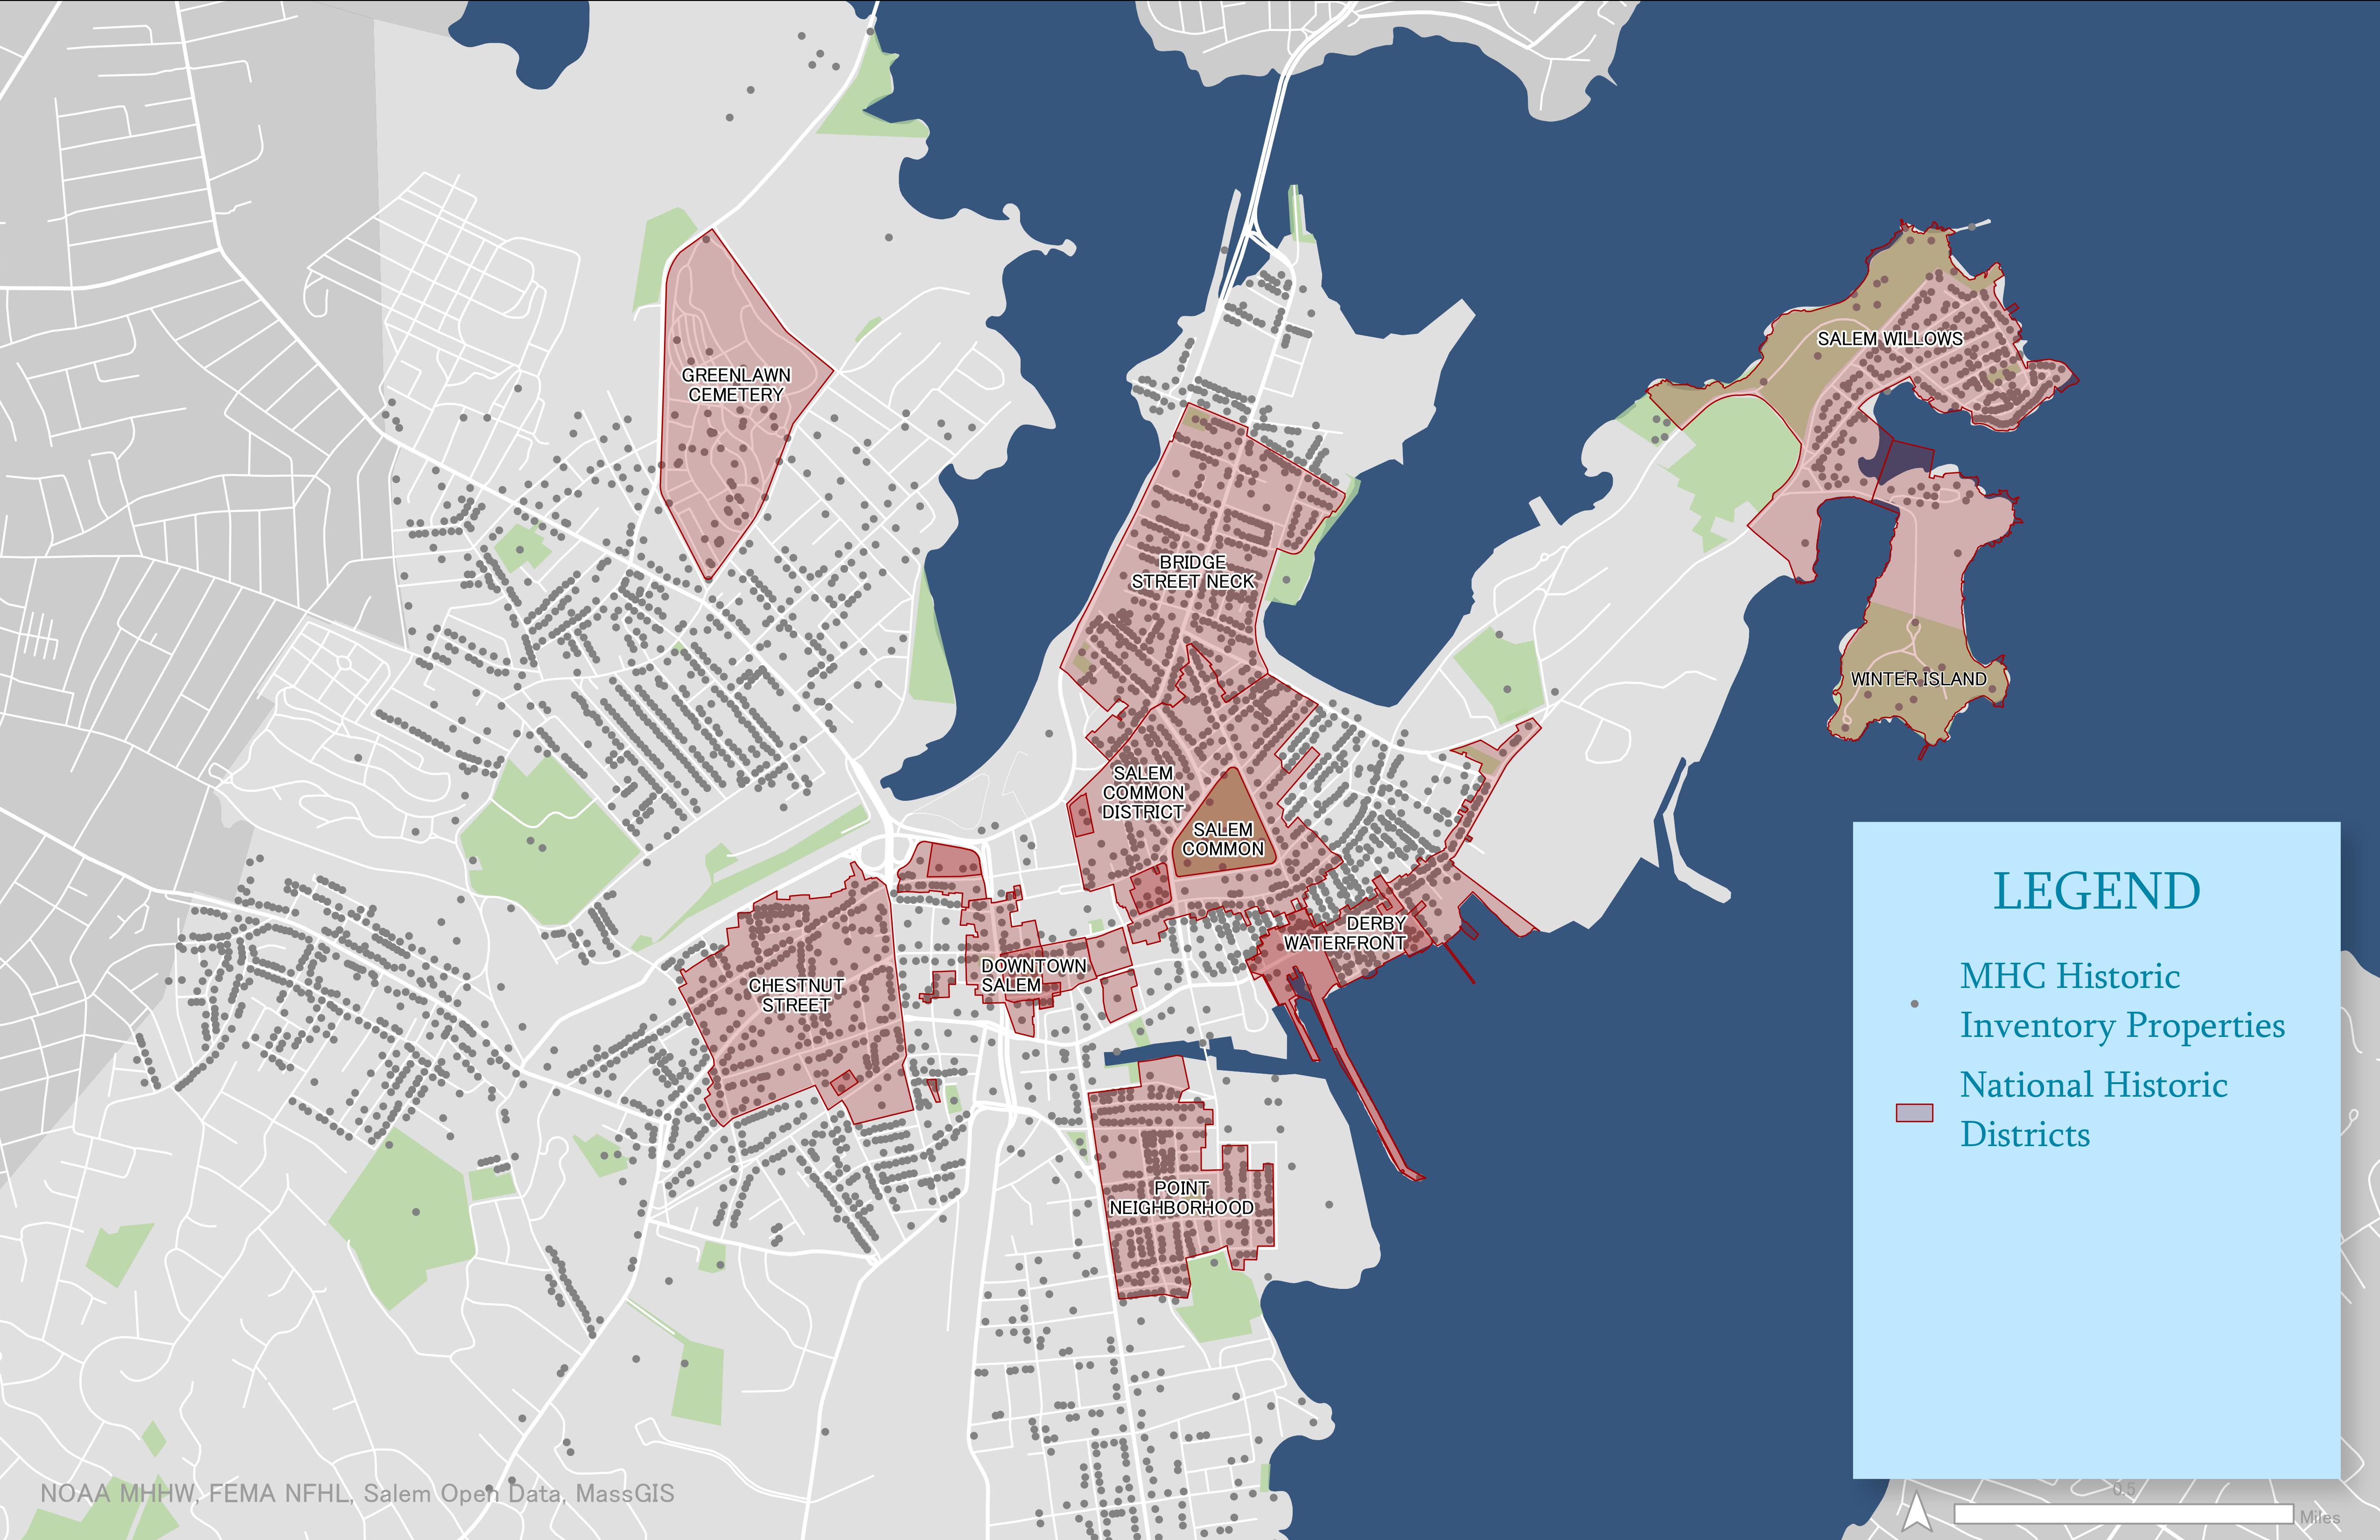 GREENLAWN
CEMETERY
SALEM WILLOWS
BRIDGE
STREET NECK
WINTER ISLAND
SALEM
COMMON
DISTRICT
SALEM
COMMON
DERBY
WATERFRONT
DOWNTOWN
SALEM
CHESTNUT
STREET
POINT
NEIGHBORHOOD
LEGEND
MHC Historic
Inventory Properties
National Historic
Districts
NOAA MHHW, FEMA NFHL, Salem Open Data, MassGIS
0.5
Miles